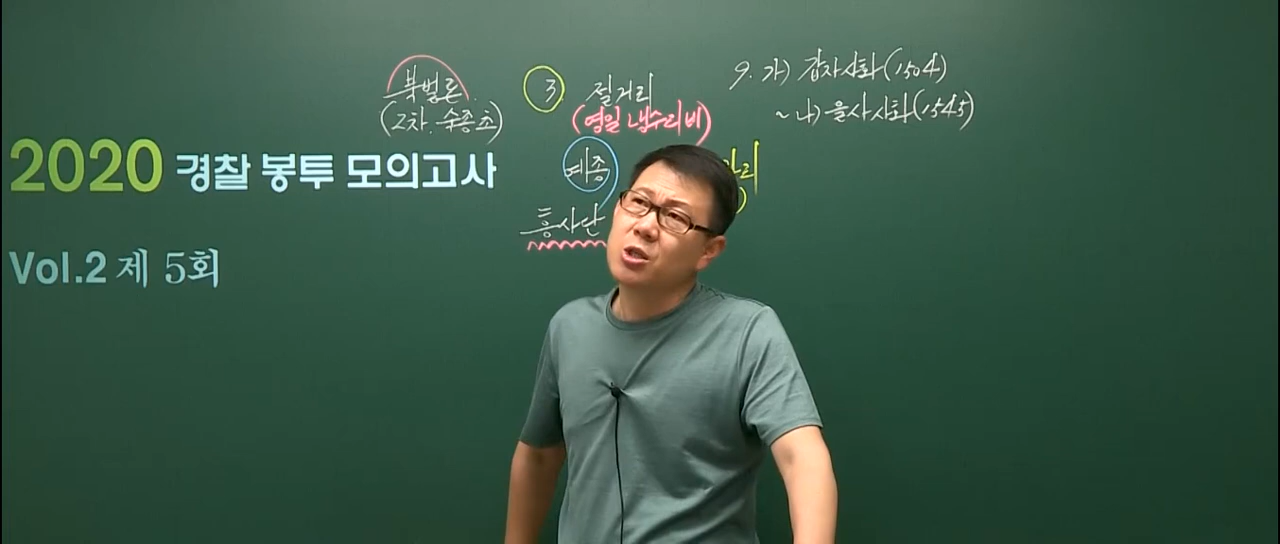 북벌론
(2차. 숙종초)
3. 절거리
(영일 냉수리비)
예종
흥사단
9. 가) 갑자사화(1504)
~ 나) 을사사화(1545)
2020 경찰 봉투 모의고사
Vol.2 제 5회